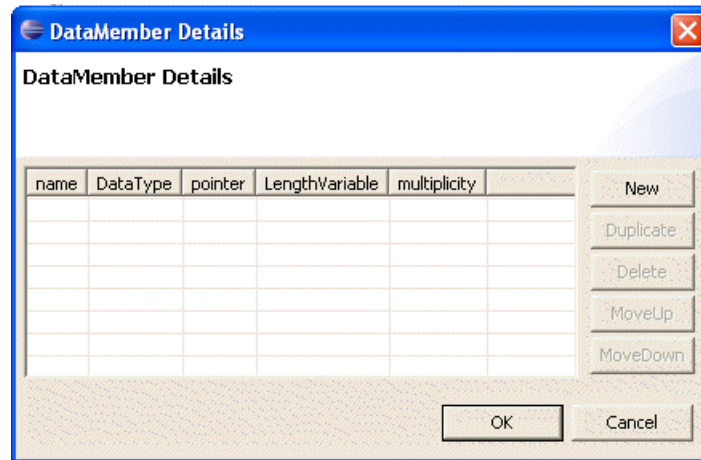 DataMember Details
DataMember Details
name DataType pointer LengthVariable multiplicity
New
Duplicate
Delete
MoveUp
MoveDown
OK Cancel